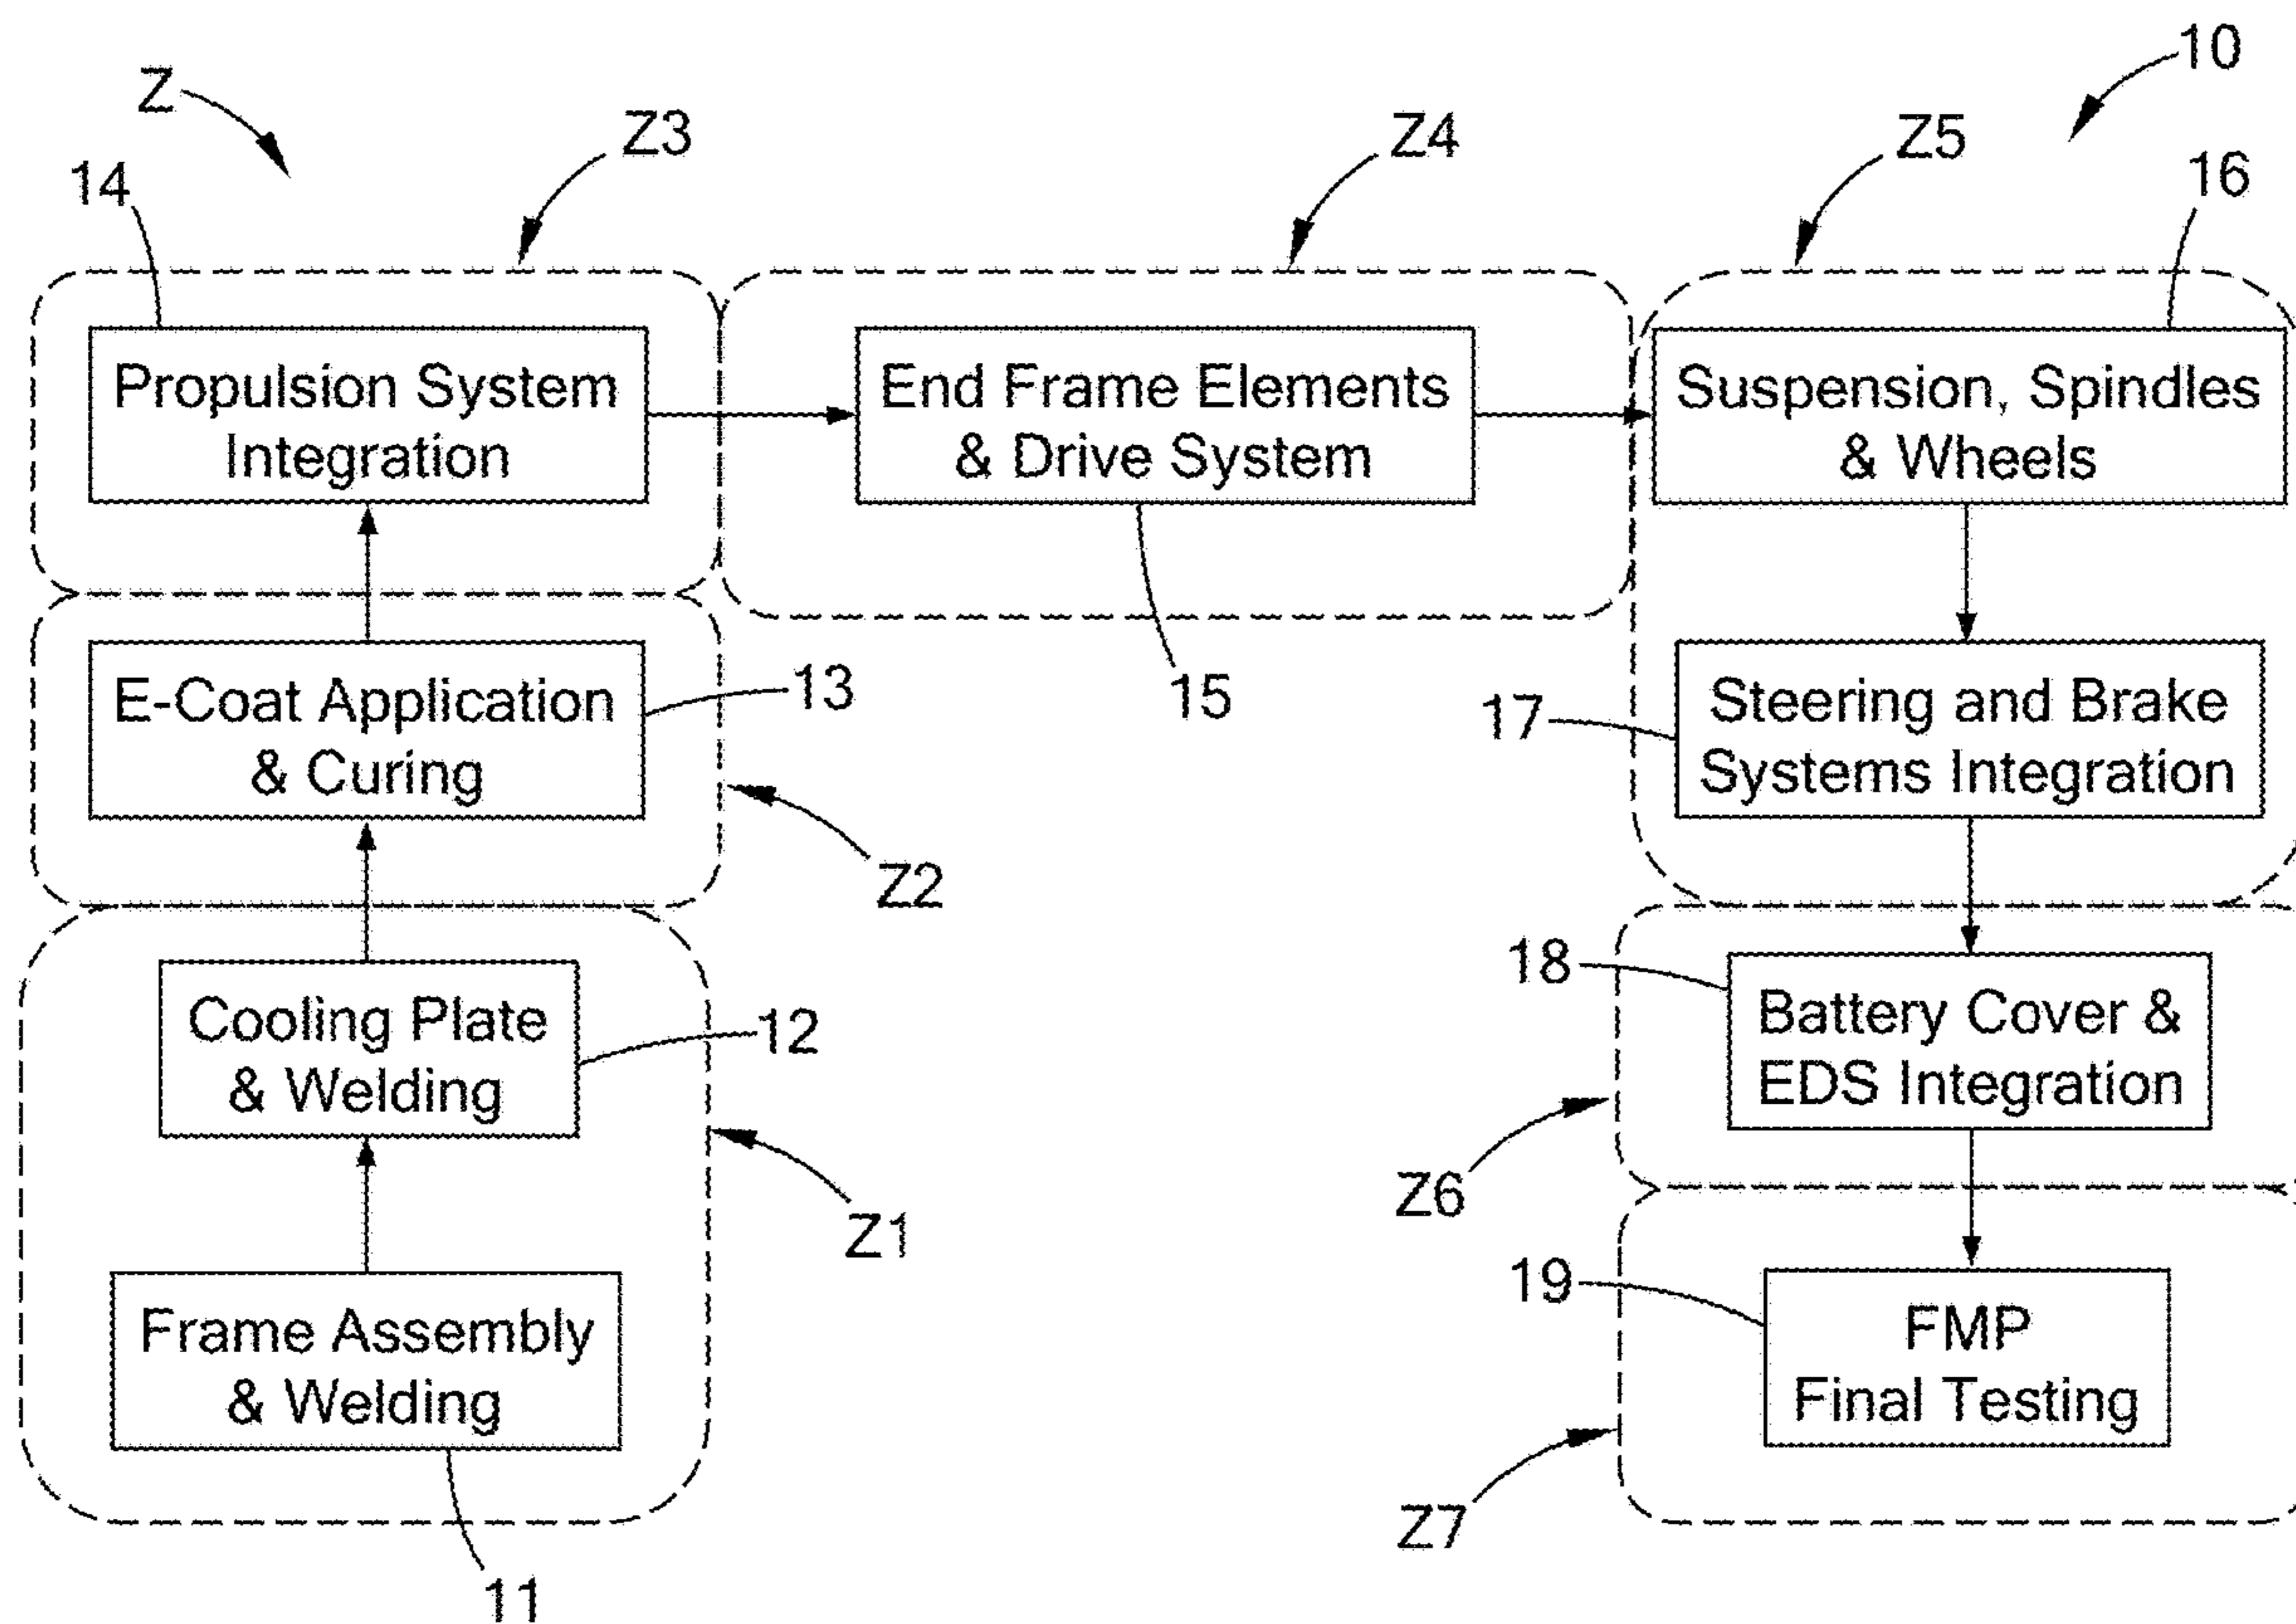 10
Z
Z3
Z4
Z5
14
16
Propulsion System
Integration
End Frame Elements
& Drive System
Suspension, Spindles
& Wheels
E-Coat Application
& Curing
13
15
17
Steering and Brake
Systems Integration
Z2
Cooling Plate
& Welding
12
18
Battery Cover &
EDS Integration
Z1
Z6
Frame Assembly
& Welding
19
FMP
Final Testing
Z7
11